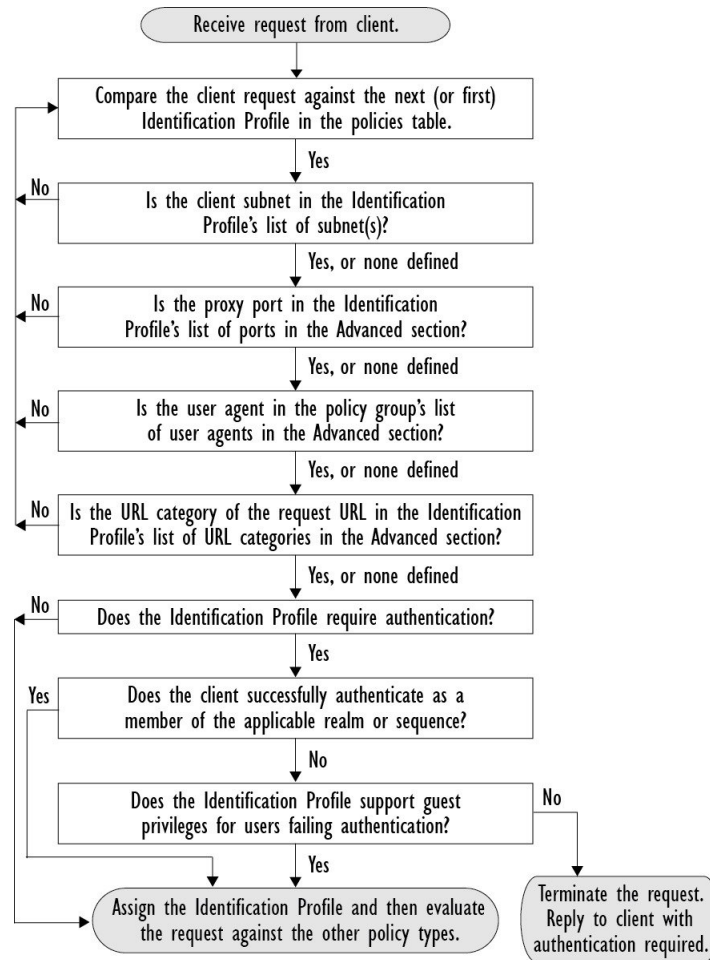 Receive request from client.
Compare the client request against the next (or first)
Identification Profile in the policies table.
Yes
No
Is the client subnet in the Identification
Profile's list of subnet(s)?
Yes, or none defined
No
Is the proxy port in the Identification
Profile's list of ports in the Advanced section?
Yes, or none defined
No
Is the user agent in the policy group's list
of user agents in the Advanced section?
Yes, or none defined
No
Is the URL category of the request URL in the Identification
Profile's list of URL categories in the Advanced section?
Yes, or none defined
No
Does the Identification Profile require authentication?
Yes
Yes
Does the client successfully authenticate as a
member of the applicable realm or sequence?
No
Does the Identification Profile support guest
privileges for users failing authentication?
No
Yes
Assign the Identification Profile and then evaluate
the request against the other policy types.
Terminate the request.
Reply to client with
authentication required.